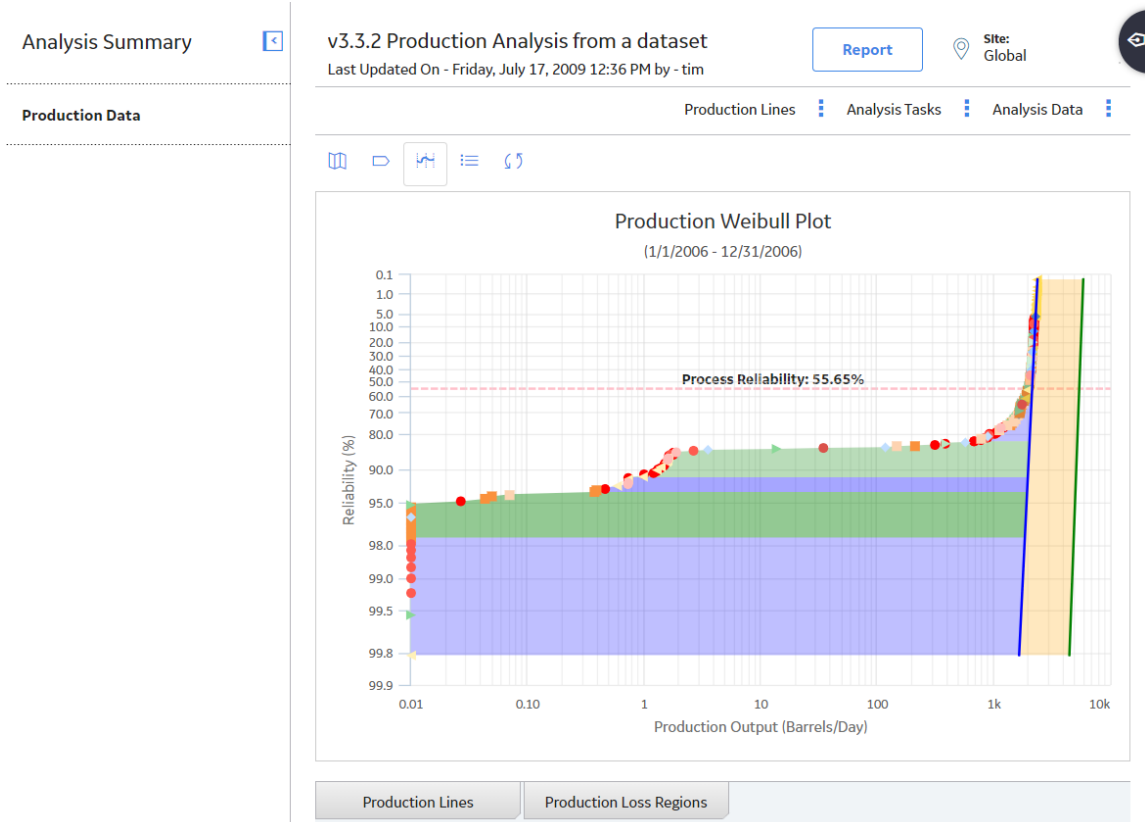 Analysis Summary
Production Data
v3.3.2 Production Analysis from a dataset
Last Updated On - Friday, July 17, 2009 12:36 PM by - tim
Report
Site:
Global
Production Lines
Analysis Tasks
Analysis Data
Production Weibull Plot
(1/1/2006 - 12/31/2006)
Reliability (%)
0.1
1.0
5.0
10.0
20.0
30.0
40.0
50.0
60.0
70.0
80.0
90.0
95.0
98.0
99.0
99.5
99.8
99.9
Process Reliability: 55.65%
0.01 0.10 1 10 100 1k 10k
Production Output (Barrels/Day)
Production Lines
Production Loss Regions